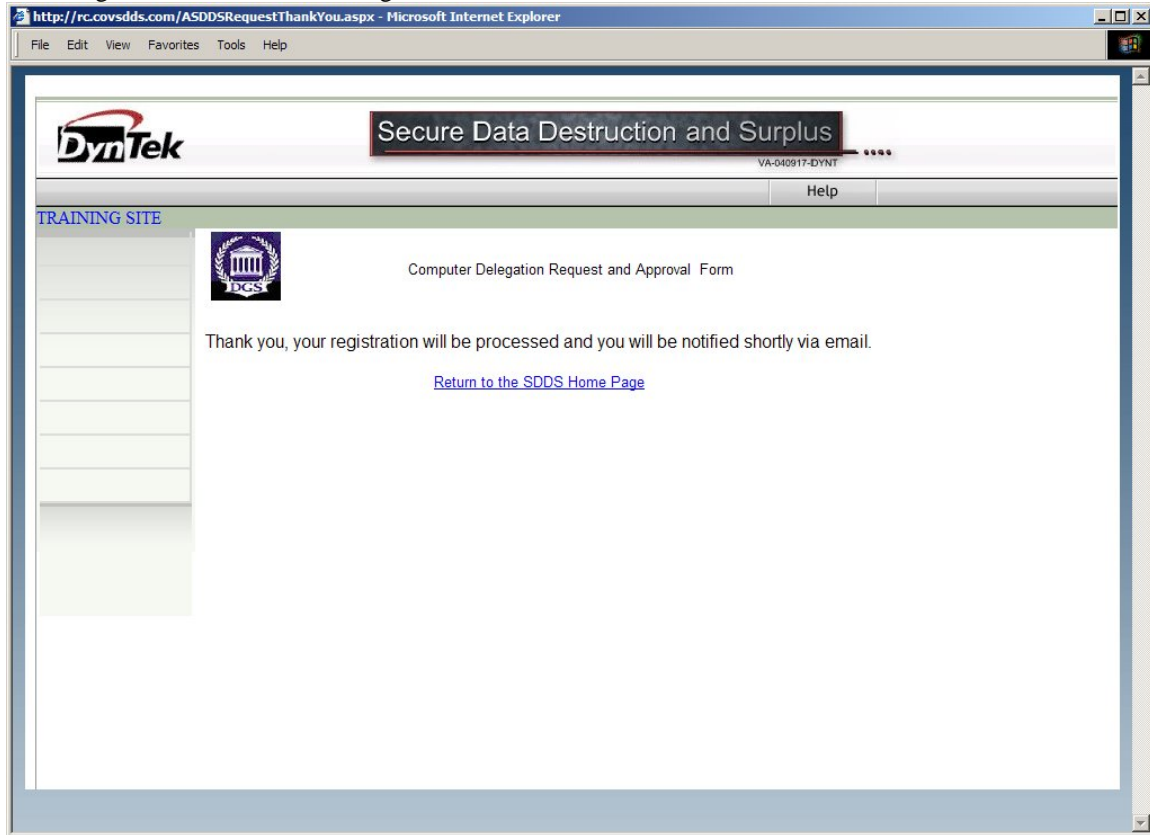 http://rc.covsdds.com/ASDDSRequestThankYou.aspx - Microsoft Internet Explorer
File Edit View Favorites Tools Help
DynTek
Secure Data Destruction and Surplus
VA-040917-DYNT
Help
TRAINING SITE
DGS
Computer Delegation Request and Approval Form
Thank you, your registration will be processed and you will be notified shortly via email.
Return to the SDDS Home Page